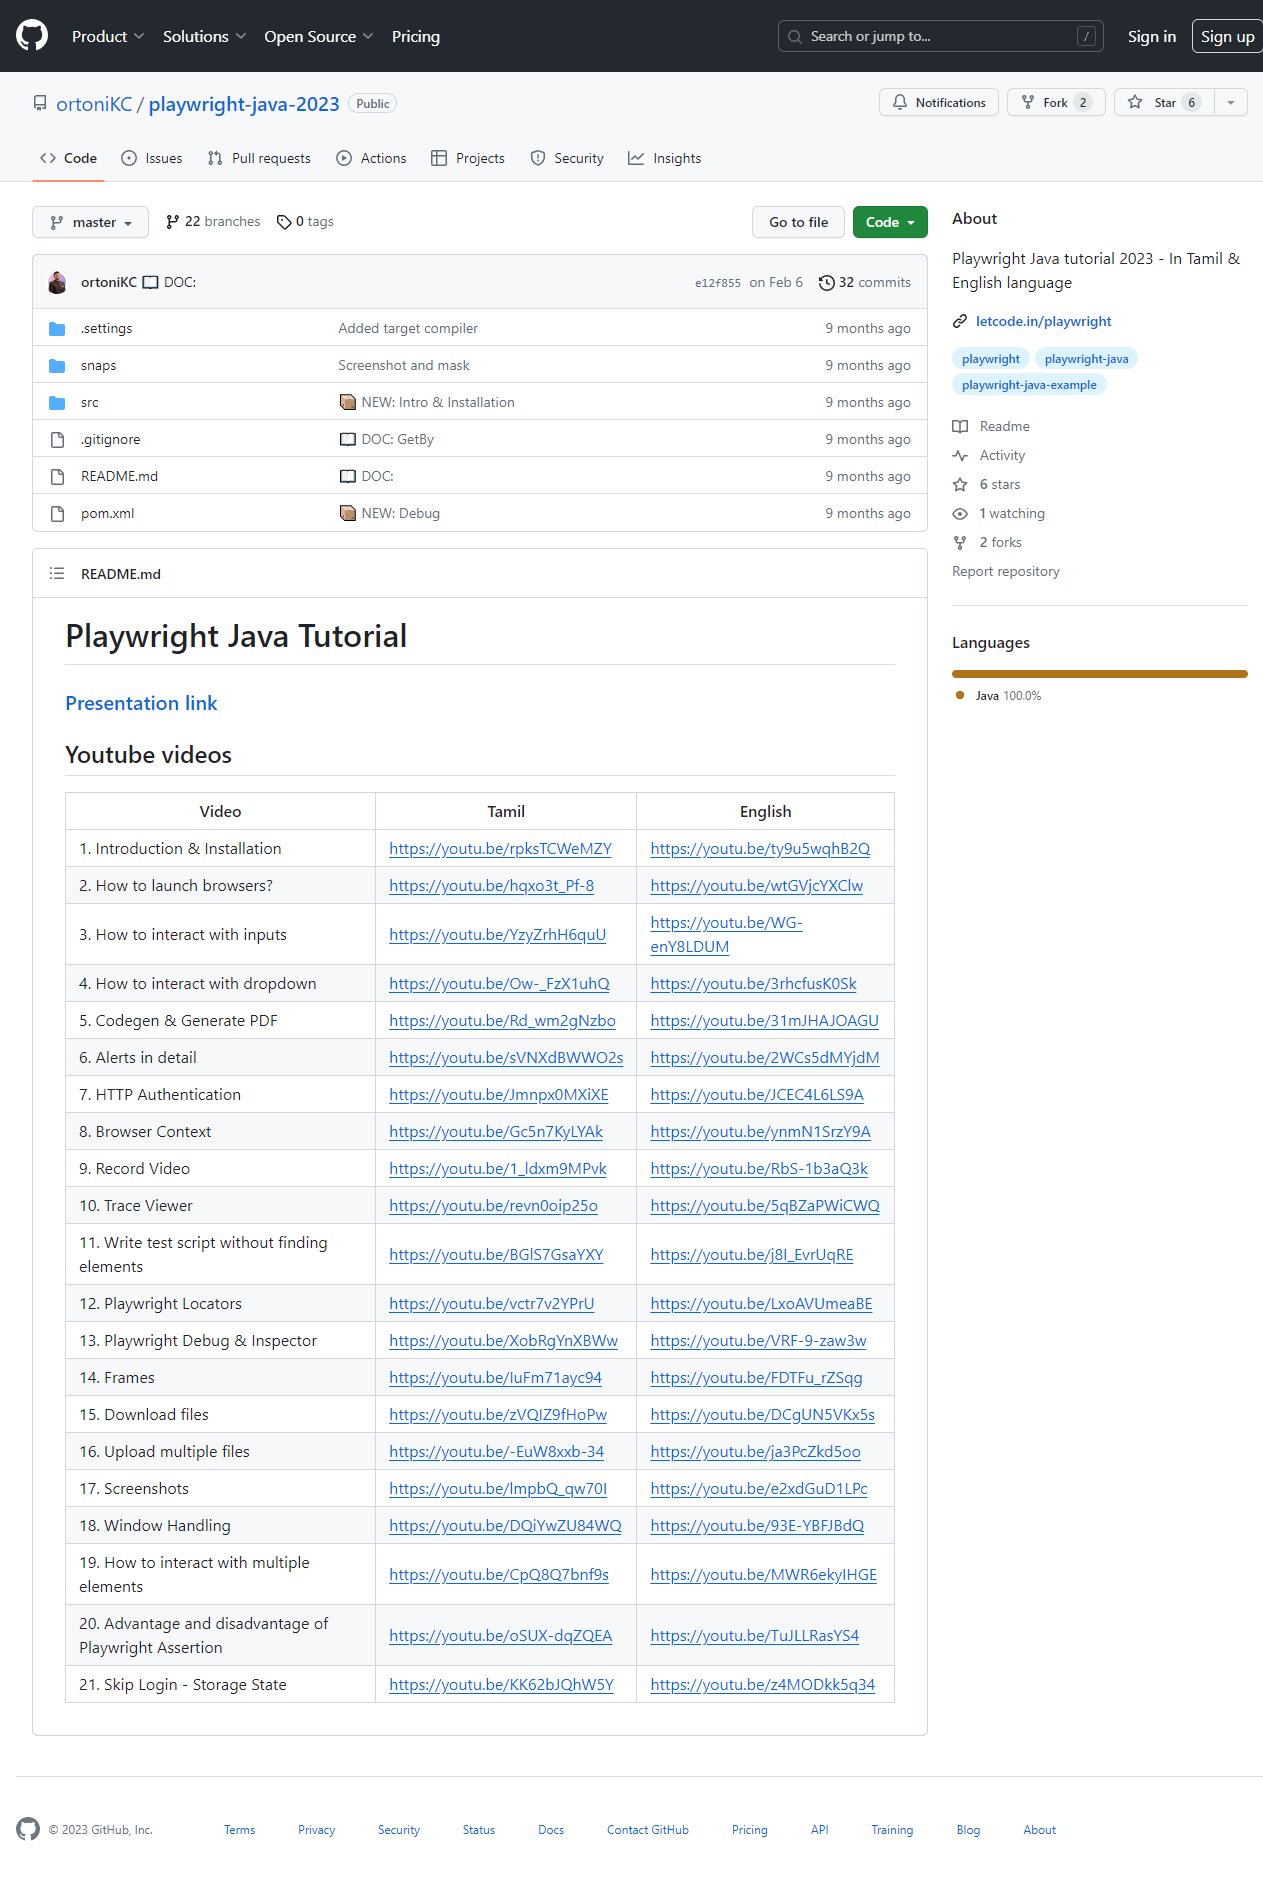 Product Solutions Open Source Pricing Search or jump to... / Sign in Sign up
ortoniKC / playwright-java-2023 Public Notifications Fork 2 Star 6
Code Issues Pull requests Actions Projects Security Insights
master 22 branches 0 tags Go to file Code
ortoniKC DOC: e12f855 on Feb 6 32 commits
.settings Added target compiler 9 months ago
snaps Screenshot and mask 9 months ago
src NEW: Intro & Installation 9 months ago
.gitignore DOC: GetBy 9 months ago
README.md DOC: 9 months ago
pom.xml NEW: Debug 9 months ago
About
Playwright Java tutorial 2023 - In Tamil &
English language
letcode.in/playwright
playwright playwright-java
playwright-java-example
Readme
Activity
6 stars
1 watching
2 forks
Report repository
Languages
Java 100.0%
README.md
Playwright Java Tutorial
Presentation link
Youtube videos
Video Tamil English
1. Introduction & Installation https://youtu.be/rpksTCWeMZY https://youtu.be/ty9u5wqhB2Q
2. How to launch browsers? https://youtu.be/hqxo3t_Pf-8 https://youtu.be/wtGVjcYXClw
3. How to interact with inputs https://youtu.be/YzyZrhH6quU https://youtu.be/WG-
enY8LDUM
4. How to interact with dropdown https://youtu.be/Ow-_FzX1uhQ https://youtu.be/3rhcfusK0Sk
5. Codegen & Generate PDF https://youtu.be/Rd_wm2gNzbo https://youtu.be/31mJHAJOAGU
6. Alerts in detail https://youtu.be/sVNXdBWWO2s https://youtu.be/2WCs5dMYjdM
7. HTTP Authentication https://youtu.be/Jmnpx0MXiXE https://youtu.be/JCEC4L6LS9A
8. Browser Context https://youtu.be/Gc5n7KyLYAk https://youtu.be/ynmN1SrzY9A
9. Record Video https://youtu.be/1_ldxm9MPvk https://youtu.be/RbS-1b3aQ3k
10. Trace Viewer https://youtu.be/revn0oip25o https://youtu.be/5qBZaPWiCWQ
11. Write test script without finding
elements https://youtu.be/BGlS7GsaYXY https://youtu.be/j8I_EvrUqRE
12. Playwright Locators https://youtu.be/vctr7v2YPrU https://youtu.be/LxoAVUmeaBE
13. Playwright Debug & Inspector https://youtu.be/XobRgYnXBWw https://youtu.be/VRF-9-zaw3w
14. Frames https://youtu.be/IuFm71ayc94 https://youtu.be/FDTFu_rZSqg
15. Download files https://youtu.be/zVQIZ9fHoPw https://youtu.be/DCgUN5VKx5s
16. Upload multiple files https://youtu.be/-EuW8xxb-34 https://youtu.be/ja3PcZkd5oo
17. Screenshots https://youtu.be/lmpbQ_qw70I https://youtu.be/e2xdGuD1LPc
18. Window Handling https://youtu.be/DQiYwZU84WQ https://youtu.be/93E-YBFJBdQ
19. How to interact with multiple
elements https://youtu.be/CpQ8Q7bnf9s https://youtu.be/MWR6ekyIHGE
20. Advantage and disadvantage of
Playwright Assertion https://youtu.be/oSUX-dqZQEA https://youtu.be/TuJLLRasYS4
21. Skip Login - Storage State https://youtu.be/KK62bJQhW5Y https://youtu.be/z4MODkk5q34
© 2023 GitHub, Inc. Terms Privacy Security Status Docs Contact GitHub Pricing API Training Blog About